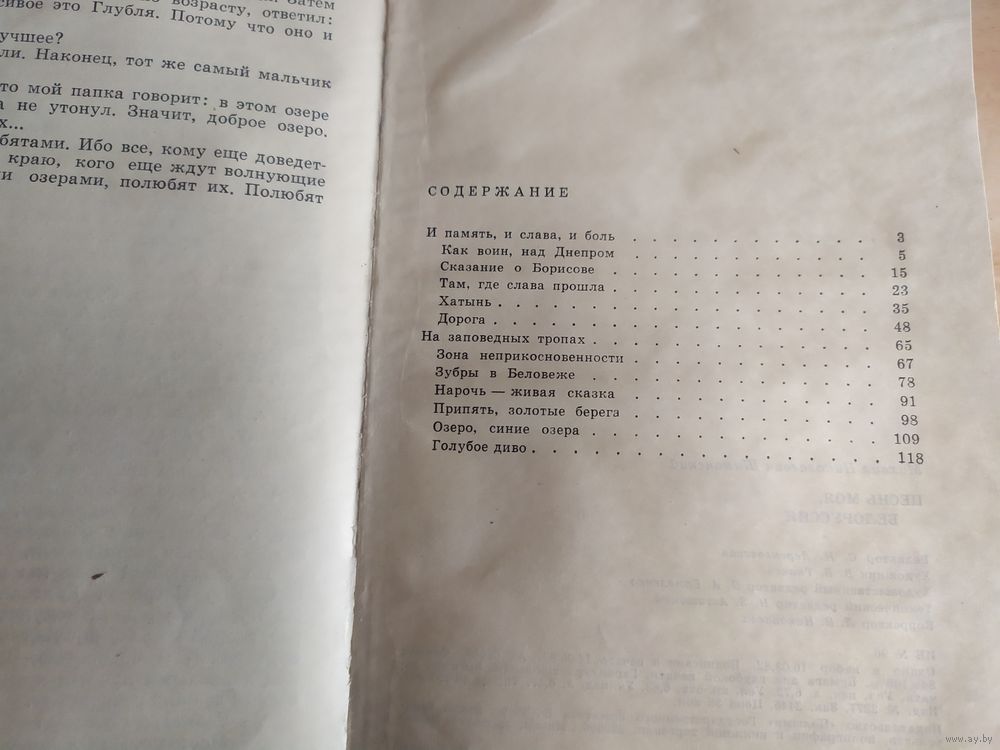 возрасту, ответил:
это Глубля. Потому что оно и
учшее?
ли. Наконец, тот же самый мальчик
то мой папка говорит: в этом озере
не утонул. Значит, доброе озеро.
х...
бятами. Ибо все, кому еще доведет-
краю, кого еще ждут волнующие
и озерами, полюбят их. Полюбят
СОДЕРЖАНИЕ
И память, и слава, и боль . . . . . . . . . . . . 3
Как воин, над Днепром . . . . . . . . . . . . 5
Сказание о Борисове . . . . . . . . . . . . . 15
Там, где слава прошла . . . . . . . . . . . . . 23
Хатынь . . . . . . . . . . . . . . . . . . . 35
Дорога . . . . . . . . . . . . . . . . . . . 48
На заповедных тропах . . . . . . . . . . . . . . 65
Зона неприкосновенности . . . . . . . . . . . . 67
Зубры в Беловеже . . . . . . . . . . . . . . 78
Нарочь — живая сказка . . . . . . . . . . . . 91
Припять, золотые берега . . . . . . . . . . . . 98
Озеро, синие озера . . . . . . . . . . . . . . 109
Голубое диво . . . . . . . . . . . . . . . . . 118
ПЕСНЬ МОЯ,
БЕЛОРУССИЯ
www.ay.by